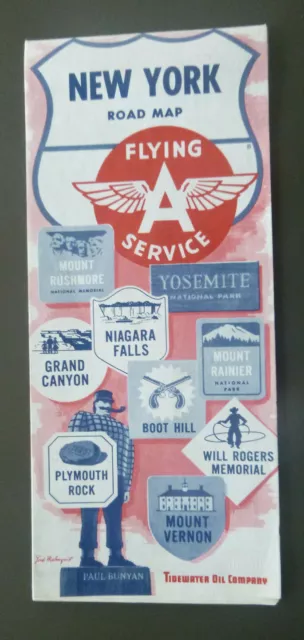 NEW YORK
ROAD MAP
FLYING
A
SERVICE
®
MOUNT
RUSHMORE
NATIONAL MEMORIAL
YOSEMITE
NATIONAL PARK
NIAGARA
FALLS
GRAND
CANYON
MOUNT
RAINIER
NATIONAL
PARK
BOOT HILL
WILL ROGERS
MEMORIAL
PLYMOUTH
ROCK
MOUNT
VERNON
PAUL BUNYAN
TIDEWATER OIL COMPANY